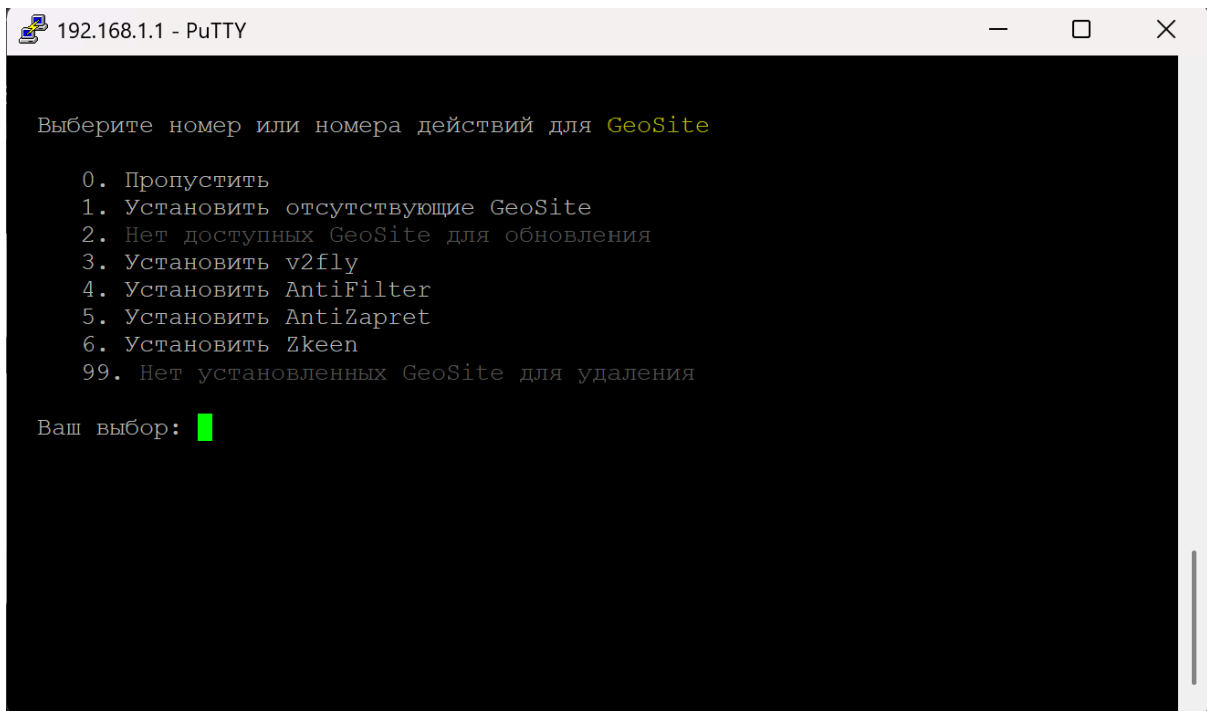 192.168.1.1 - PuTTY
Выберите номер или номера действий для GeoSite
0. Пропустить
1. Установить отсутствующие GeoSite
2. Нет доступных GeoSite для обновления
3. Установить v2fly
4. Установить AntiFilter
5. Установить AntiZapret
6. Установить Zkeen
99. Нет установленных GeoSite для удаления
Ваш выбор: